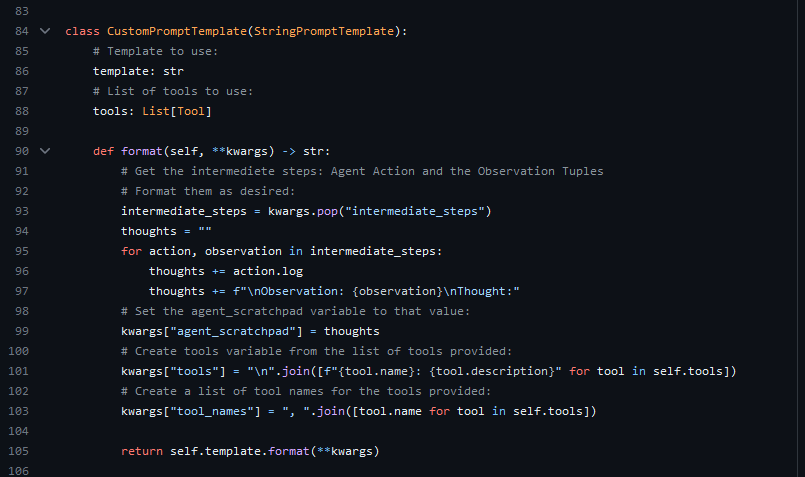 83
84 class CustomPromptTemplate(StringPromptTemplate):
85     # Template to use:
86     template: str
87     # List of tools to use:
88     tools: List[Tool]
89
90     def format(self, **kwargs) -> str:
91         # Get the intermediete steps: Agent Action and the Observation Tuples
92         # Format them as desired:
93         intermediate_steps = kwargs.pop("intermediate_steps")
94         thoughts = ""
95         for action, observation in intermediate_steps:
96             thoughts += action.log
97             thoughts += f"\nObservation: {observation}\nThought:"
98         # Set the agent_scratchpad variable to that value:
99         kwargs["agent_scratchpad"] = thoughts
100         # Create tools variable from the list of tools provided:
101         kwargs["tools"] = "\n".join([f"{tool.name}: {tool.description}" for tool in self.tools])
102         # Create a list of tool names for the tools provided:
103         kwargs["tool_names"] = ", ".join([tool.name for tool in self.tools])
104
105         return self.template.format(**kwargs)
106